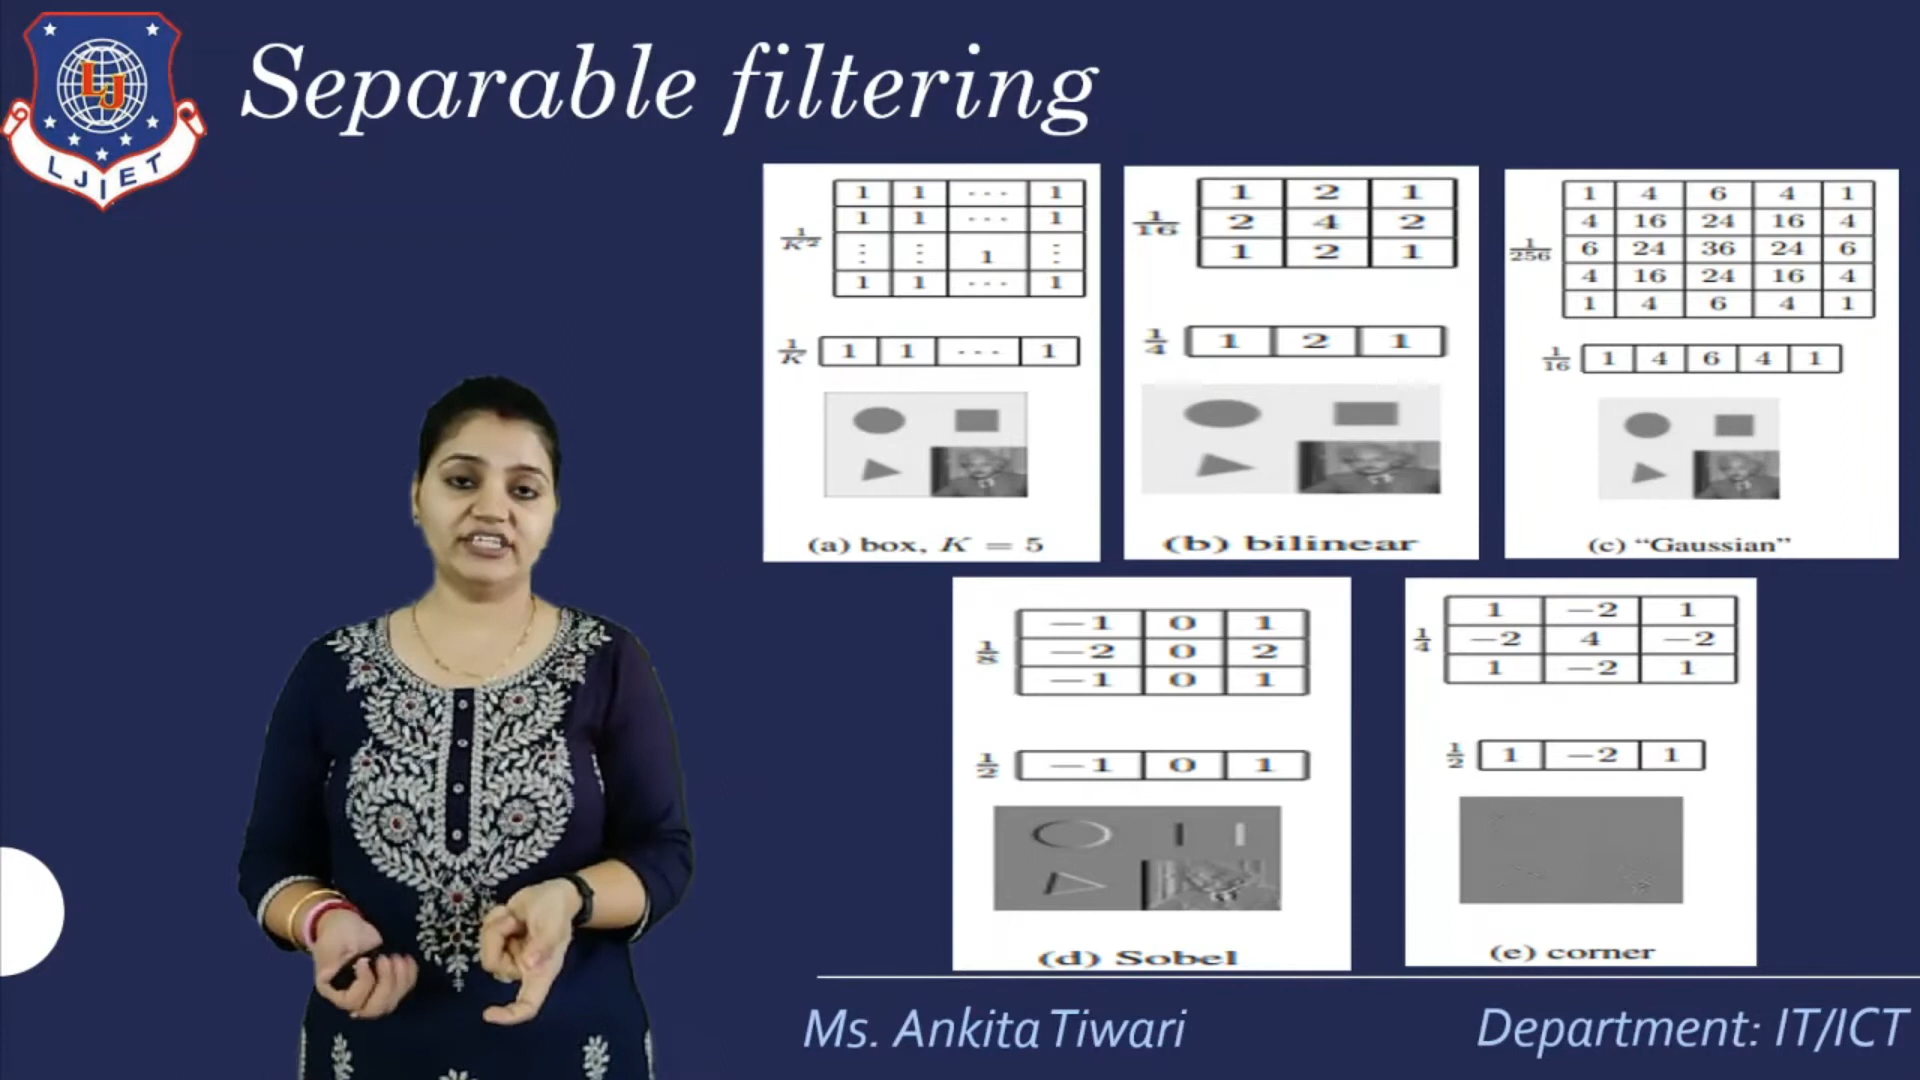 LJ
LJIET
Separable filtering
1/K²
1 1 ... 1
1 1 ... 1
⋮ ⋮ 1 ⋮
1 1 ... 1
1/K 1 1 ... 1
(a) box, K = 5
1/16
1 2 1
2 4 2
1 2 1
1/4 1 2 1
(b) bilinear
1/256
1 4 6 4 1
4 16 24 16 4
6 24 36 24 6
4 16 24 16 4
1 4 6 4 1
1/16 1 4 6 4 1
(c) “Gaussian”
1/8
−1 0 1
−2 0 2
−1 0 1
1/2 −1 0 1
(d) Sobel
1/4
1 −2 1
−2 4 −2
1 −2 1
1/2 1 −2 1
(e) corner
Ms. Ankita Tiwari
Department: IT/ICT